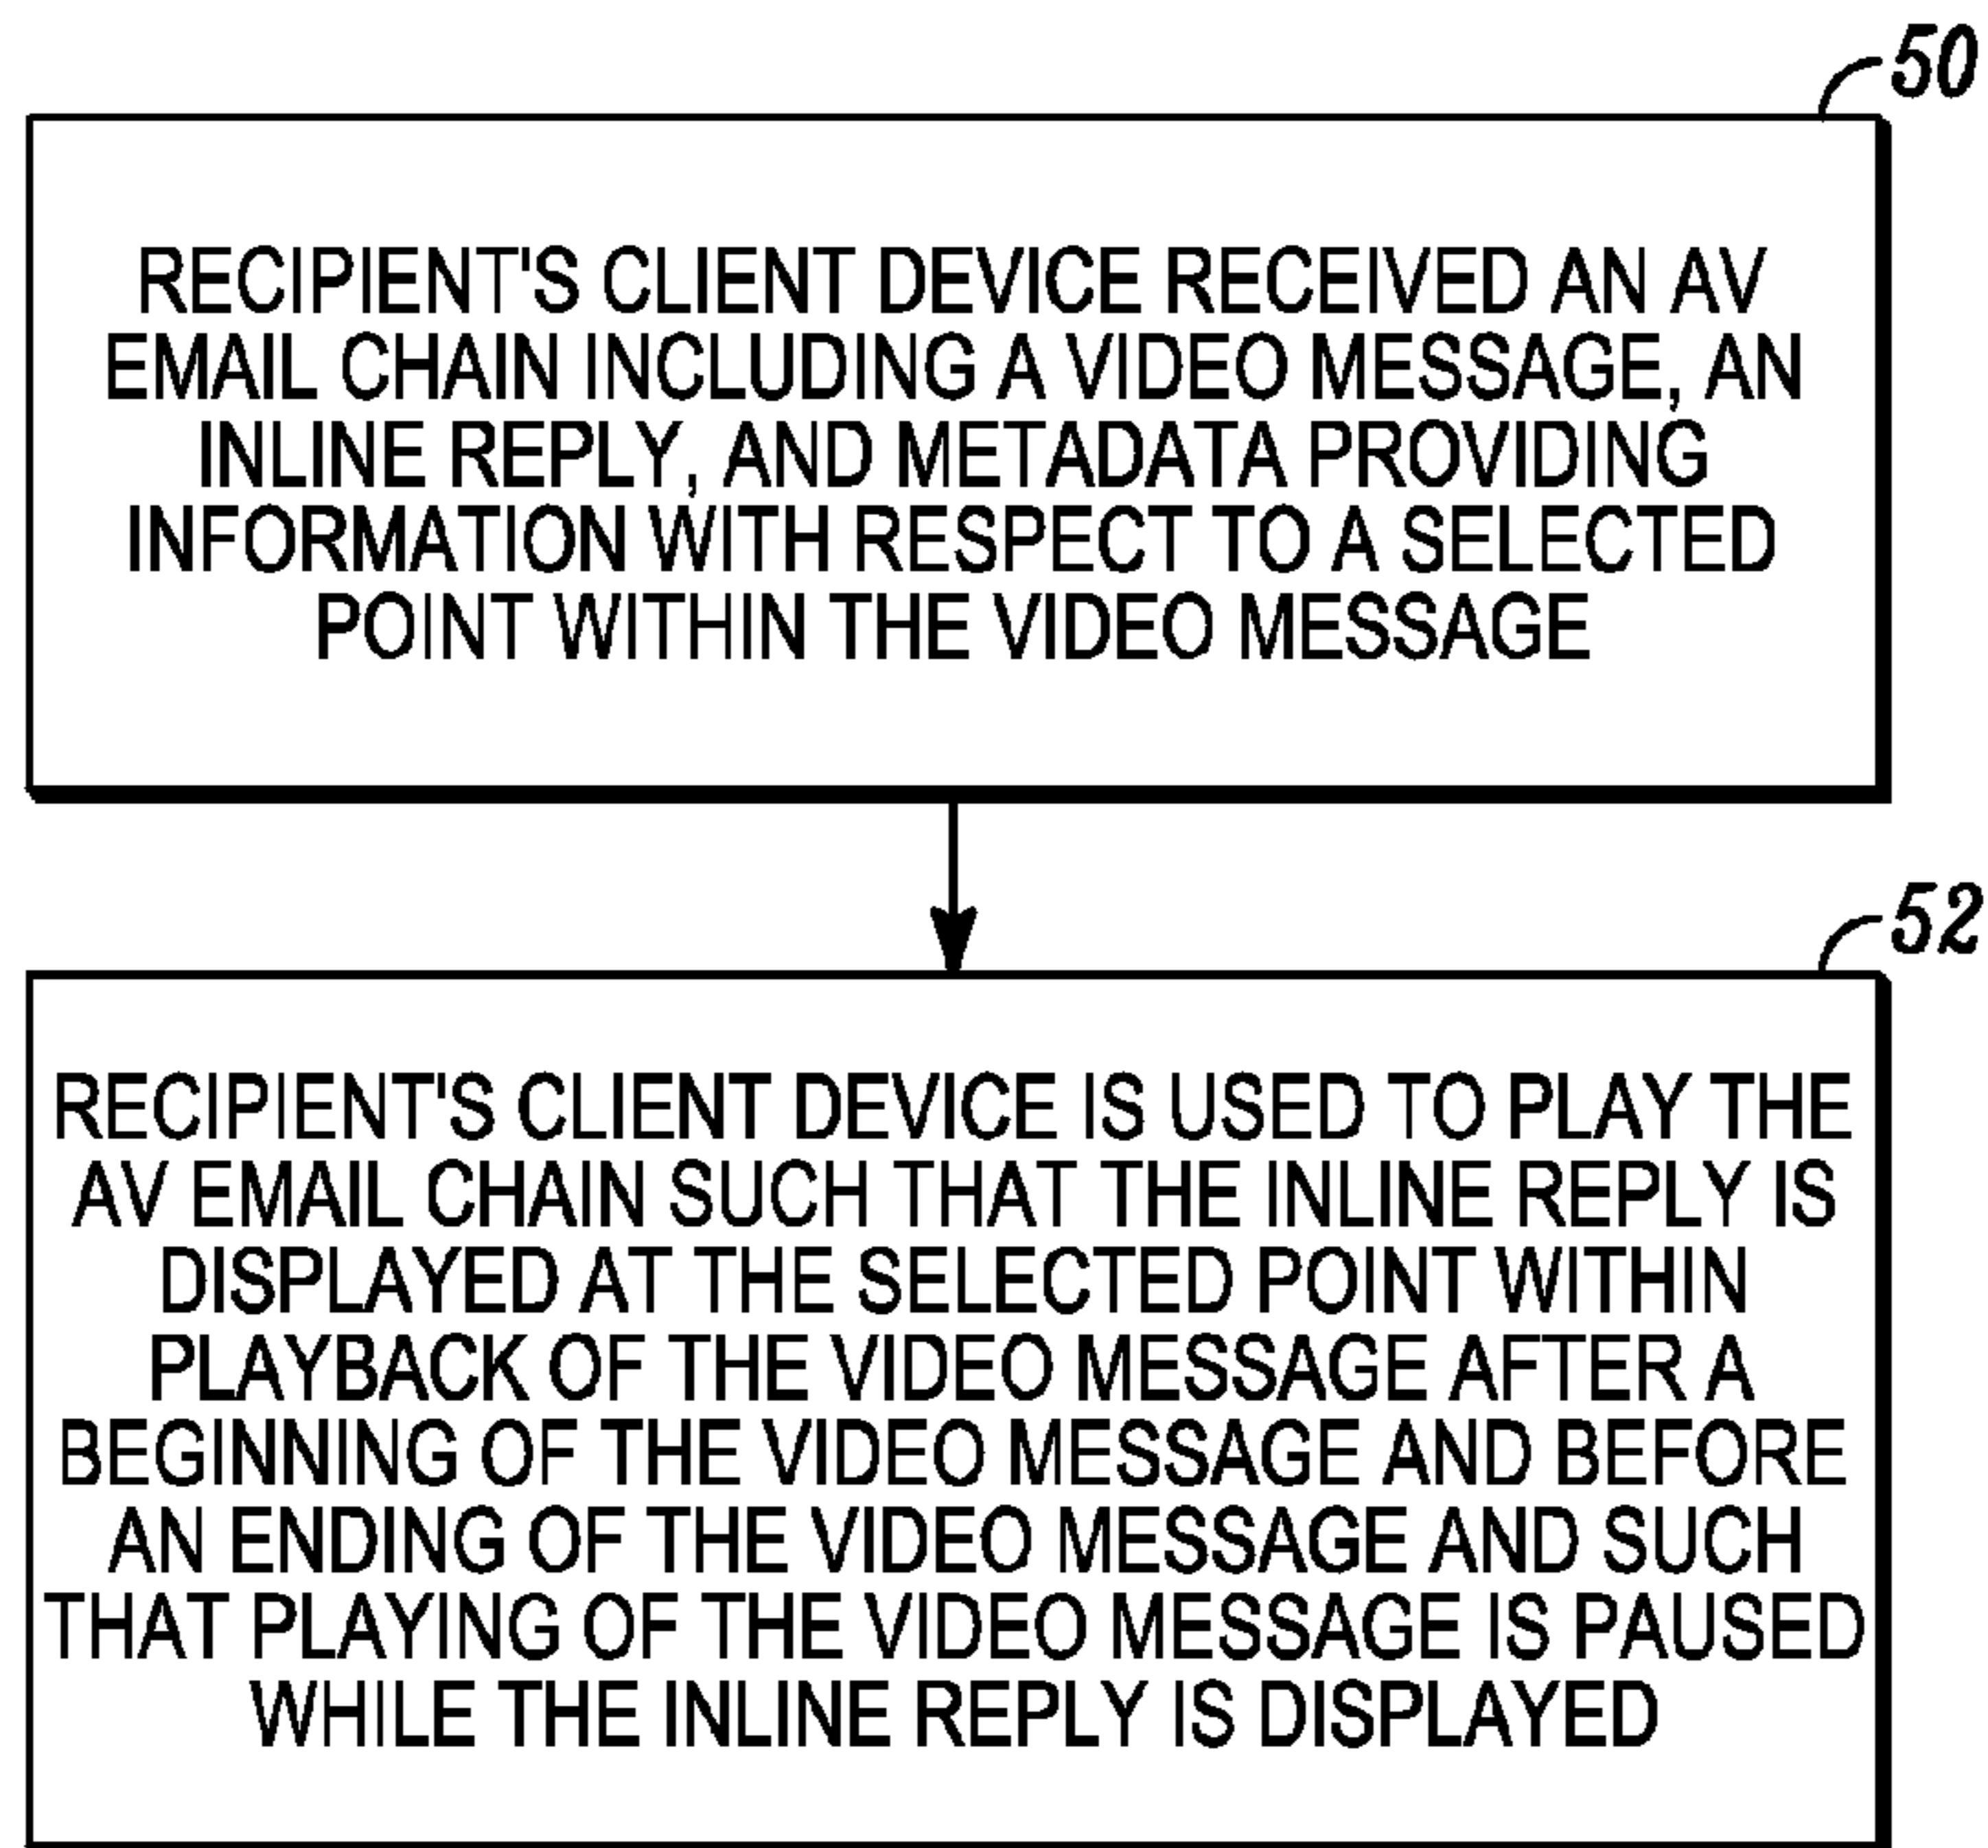 50
RECIPIENT'S CLIENT DEVICE RECEIVED AN AV
EMAIL CHAIN INCLUDING A VIDEO MESSAGE, AN
INLINE REPLY, AND METADATA PROVIDING
INFORMATION WITH RESPECT TO A SELECTED
POINT WITHIN THE VIDEO MESSAGE
52
RECIPIENT'S CLIENT DEVICE IS USED TO PLAY THE
AV EMAIL CHAIN SUCH THAT THE INLINE REPLY IS
DISPLAYED AT THE SELECTED POINT WITHIN
PLAYBACK OF THE VIDEO MESSAGE AFTER A
BEGINNING OF THE VIDEO MESSAGE AND BEFORE
AN ENDING OF THE VIDEO MESSAGE AND SUCH
THAT PLAYING OF THE VIDEO MESSAGE IS PAUSED
WHILE THE INLINE REPLY IS DISPLAYED